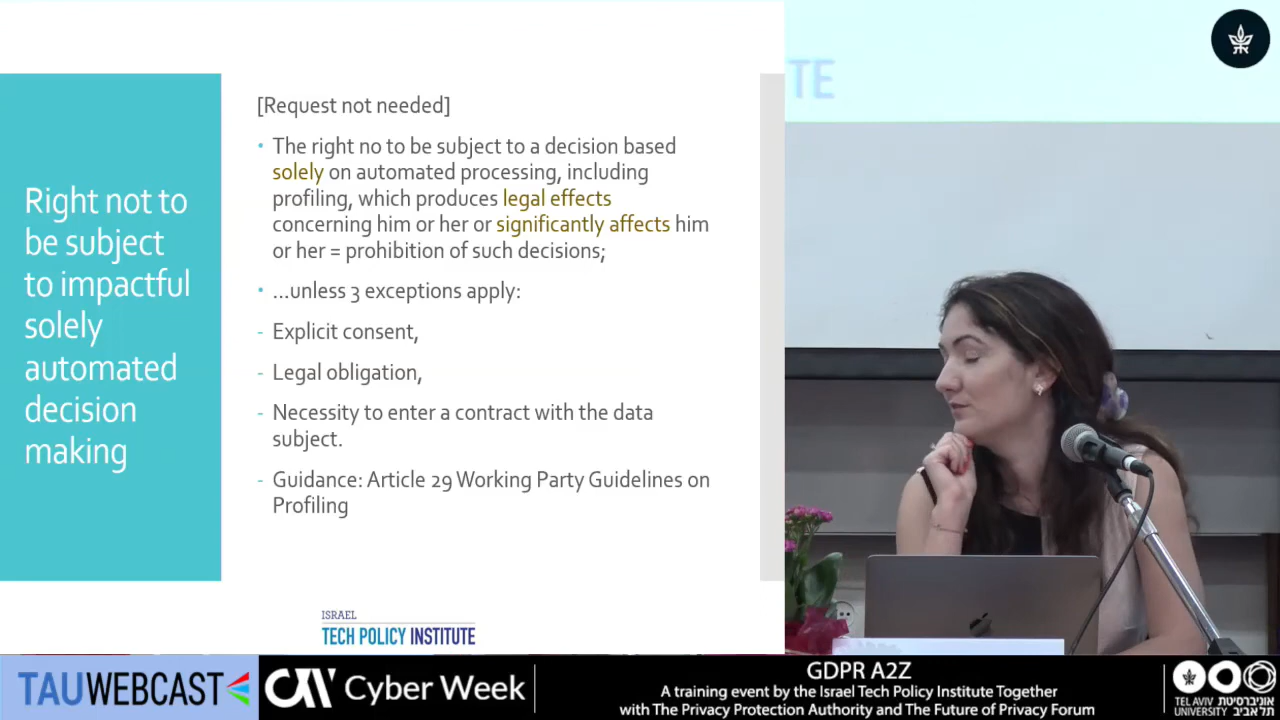 Right not to
be subject
to impactful
solely
automated
decision
making
[Request not needed]
• The right no to be subject to a decision based
solely on automated processing, including
profiling, which produces legal effects
concerning him or her or significantly affects him
or her = prohibition of such decisions;
• ...unless 3 exceptions apply:
- Explicit consent,
- Legal obligation,
- Necessity to enter a contract with the data
subject.
- Guidance: Article 29 Working Party Guidelines on
Profiling
ISRAEL
TECH POLICY INSTITUTE
TE
TAUWEBCAST
Cyber Week
GDPR A2Z
A training event by the Israel Tech Policy Institute Together
with The Privacy Protection Authority and The Future of Privacy Forum
TEL AVIV אוניברסיטת
UNIVERSITY תל אביב